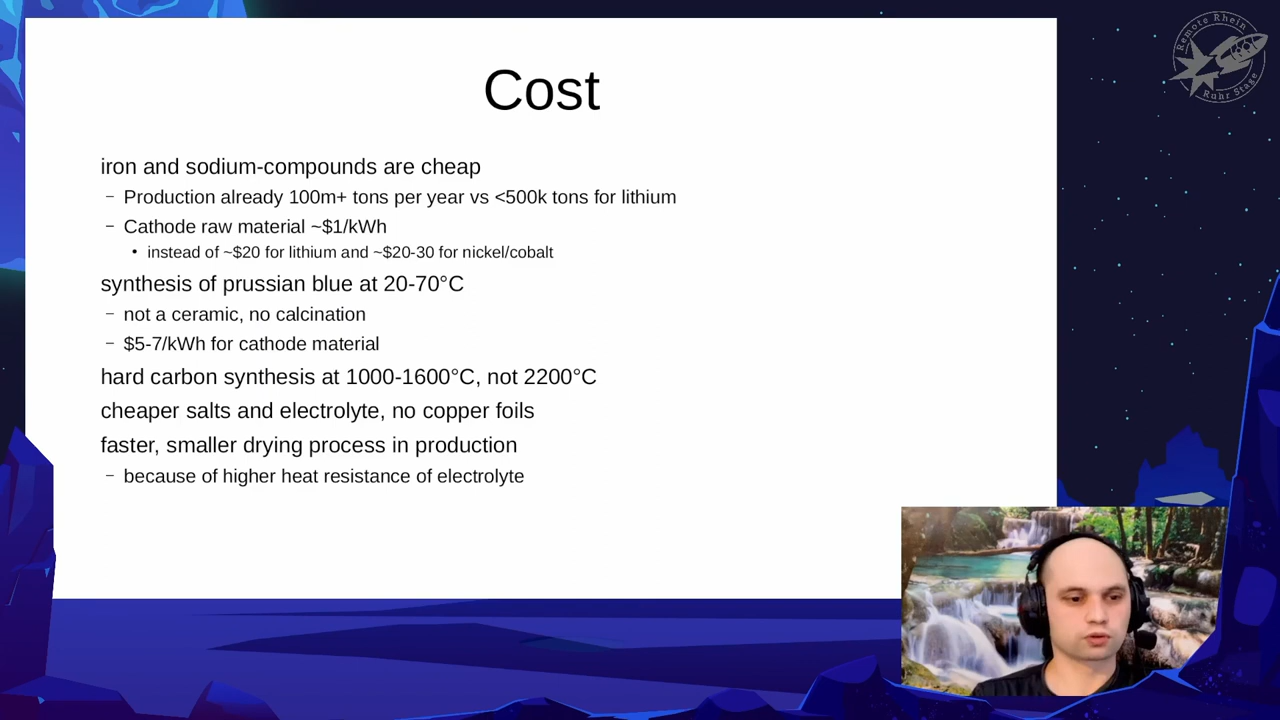 Cost
iron and sodium-compounds are cheap
– Production already 100m+ tons per year vs <500k tons for lithium
– Cathode raw material ~$1/kWh
• instead of ~$20 for lithium and ~$20-30 for nickel/cobalt
synthesis of prussian blue at 20-70°C
– not a ceramic, no calcination
– $5-7/kWh for cathode material
hard carbon synthesis at 1000-1600°C, not 2200°C
cheaper salts and electrolyte, no copper foils
faster, smaller drying process in production
– because of higher heat resistance of electrolyte
Remote Rhein
Ruhr Stage